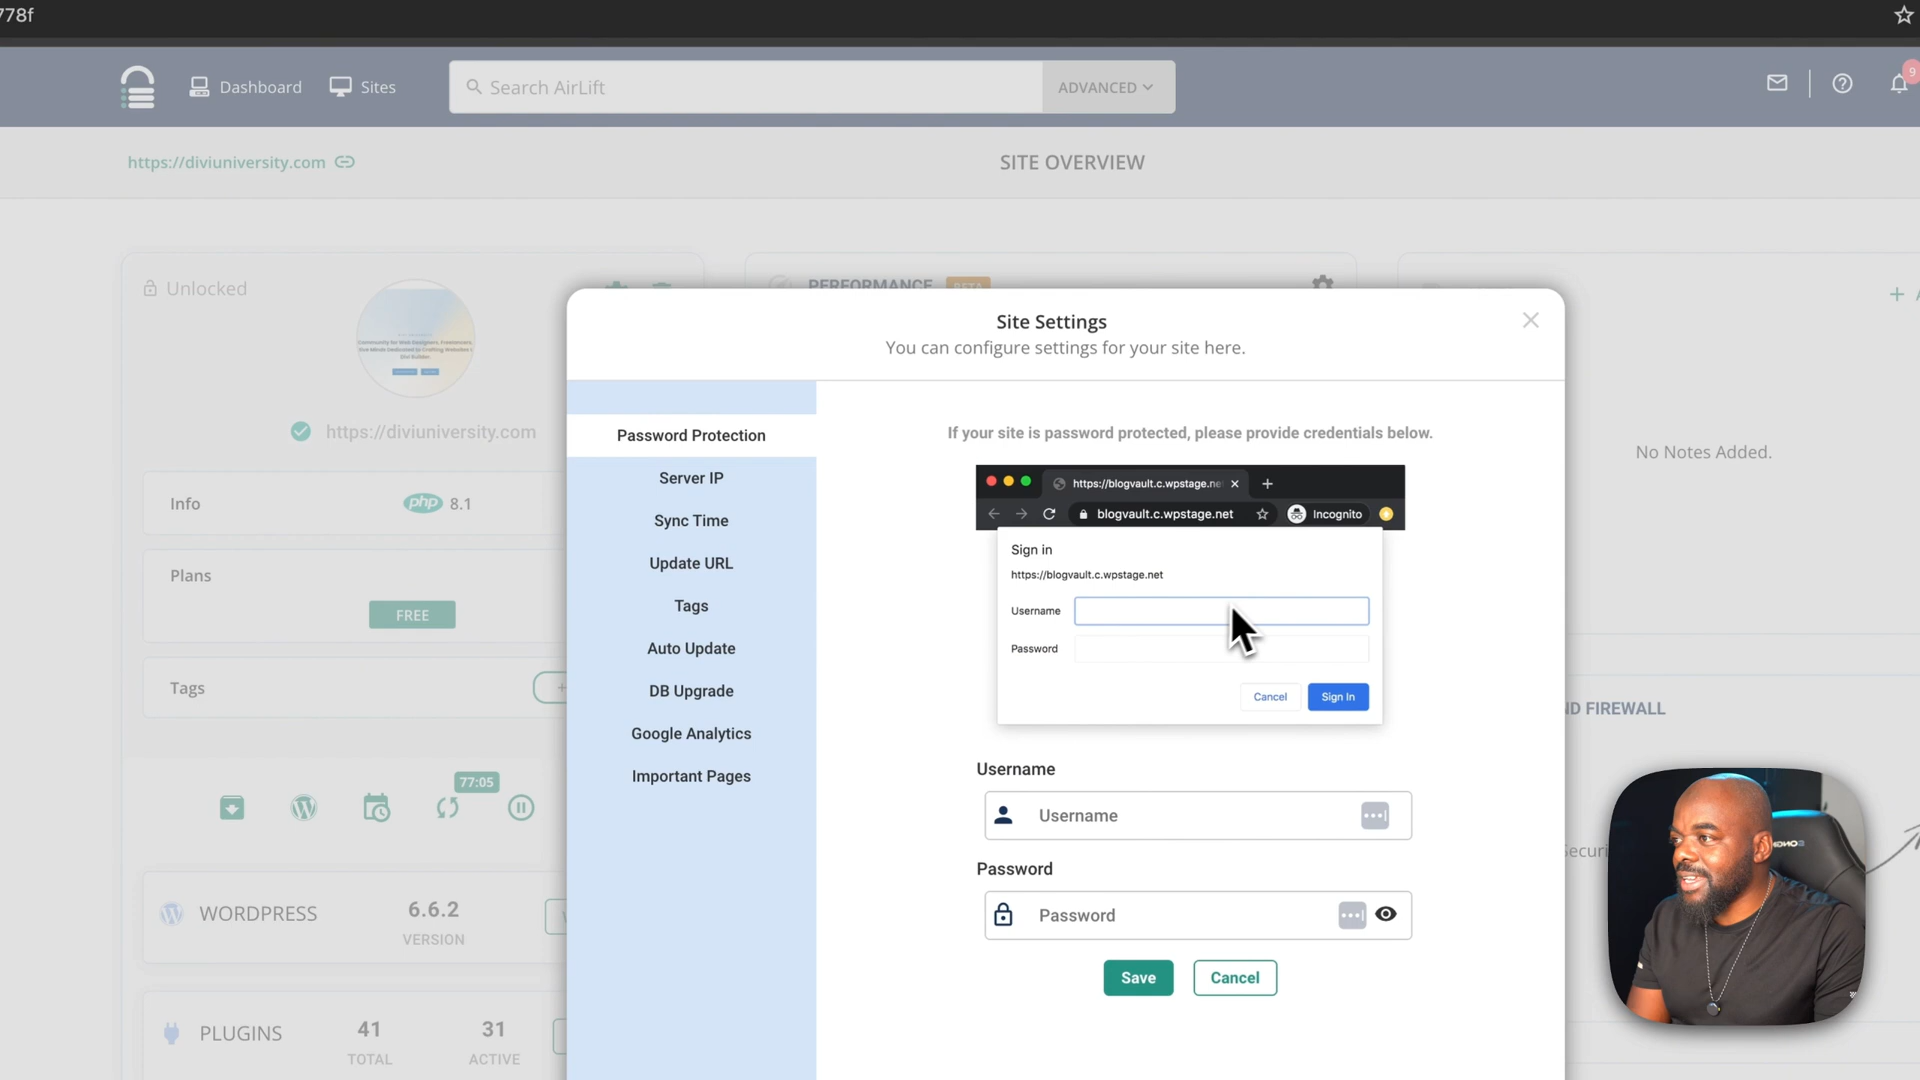 778f
Dashboard
Sites
Search AirLift
ADVANCED
9
https://diviuniversity.com
SITE OVERVIEW
Unlocked
PERFORMANCE
BETA
Site Settings
You can configure settings for your site here.
https://diviuniversity.com
Info
php 8.1
Plans
FREE
Tags
77:05
WORDPRESS
6.6.2
VERSION
PLUGINS
41
TOTAL
31
ACTIVE
Password Protection
Server IP
Sync Time
Update URL
Tags
Auto Update
DB Upgrade
Google Analytics
Important Pages
If your site is password protected, please provide credentials below.
https://blogvault.c.wpstage.ne
blogvault.c.wpstage.net
Incognito
Sign in
https://blogvault.c.wpstage.net
Username
Password
Cancel
Sign In
Username
Username
Password
Password
Save
Cancel
No Notes Added.
ND FIREWALL
Securi